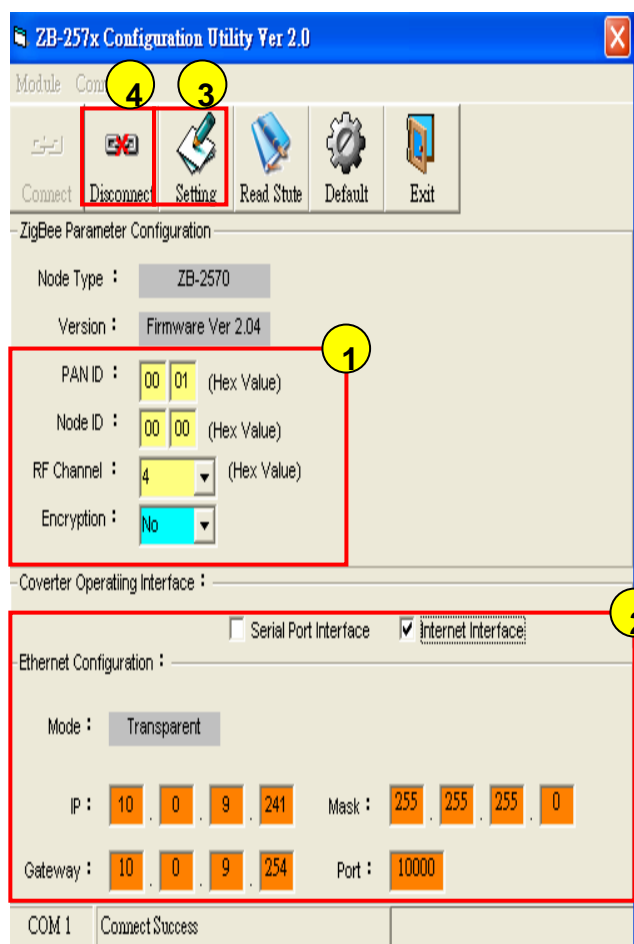 ZB-257x Configuration Utility Ver 2.0
Module Conn
4 3
Connect Disconnect Setting Read Stute Default Exit
ZigBee Parameter Configuration
Node Type : ZB-2570
Version : Firmware Ver 2.04
1
PAN ID : 00 01 (Hex Value)
Node ID : 00 00 (Hex Value)
RF Channel : 4 (Hex Value)
Encryption : No
Coverter Operatiing Interface :
2
Serial Port Interface Internet Interface
Ethernet Configuration :
Mode : Transparent
IP : 10 . 0 . 9 . 241 Mask : 255 . 255 . 255 . 0
Gateway : 10 . 0 . 9 . 254 Port : 10000
COM 1 Connect Success